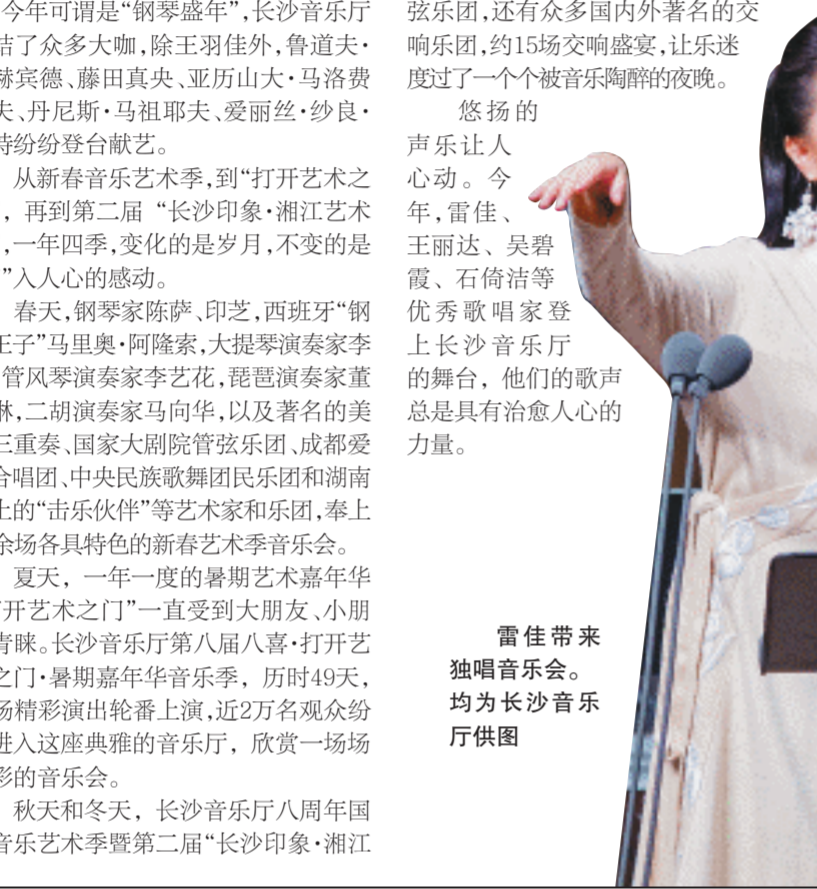 今年可谓是“钢琴盛年”,长沙音乐厅
结了众多大咖,除王羽佳外,鲁道夫·
赫宾德、藤田真央、亚历山大·马洛费
夫、丹尼斯·马祖耶夫、爱丽丝·纱良·
特纷纷登台献艺。
从新春音乐艺术季,到“打开艺术之
,再到第二届“长沙印象·湘江艺术
,一年四季,变化的是岁月,不变的是
”入人心的感动。
春天,钢琴家陈萨、印芝,西班牙“钢
王子”马里奥·阿隆索,大提琴演奏家李
管风琴演奏家李艺花,琵琶演奏家董
琳,二胡演奏家马向华,以及著名的美
三重奏、国家大剧院管弦乐团、成都爱
合唱团、中央民族歌舞团民乐团和湖南
上的“击乐伙伴”等艺术家和乐团,奉上
余场各具特色的新春艺术季音乐会。
夏天,一年一度的暑期艺术嘉年华
打开艺术之门”一直受到大朋友、小朋
青睐。长沙音乐厅第八届八喜·打开艺
之门·暑期嘉年华音乐季,历时49天,
场精彩演出轮番上演,近2万名观众纷
进入这座典雅的音乐厅,欣赏一场场
彩的音乐会。
秋天和冬天,长沙音乐厅八周年国
音乐艺术季暨第二届“长沙印象·湘江
弦乐团,还有众多国内外著名的交
响乐团,约15场交响盛宴,让乐迷
度过了一个个被音乐陶醉的夜晚。
悠扬的
声乐让人
心动。今
年,雷佳、
王丽达、吴碧
霞、石倚洁等
优秀歌唱家登
上长沙音乐厅
的舞台,他们的歌声
总是具有治愈人心的
力量。
雷佳带来
独唱音乐会。
均为长沙音乐
厅供图